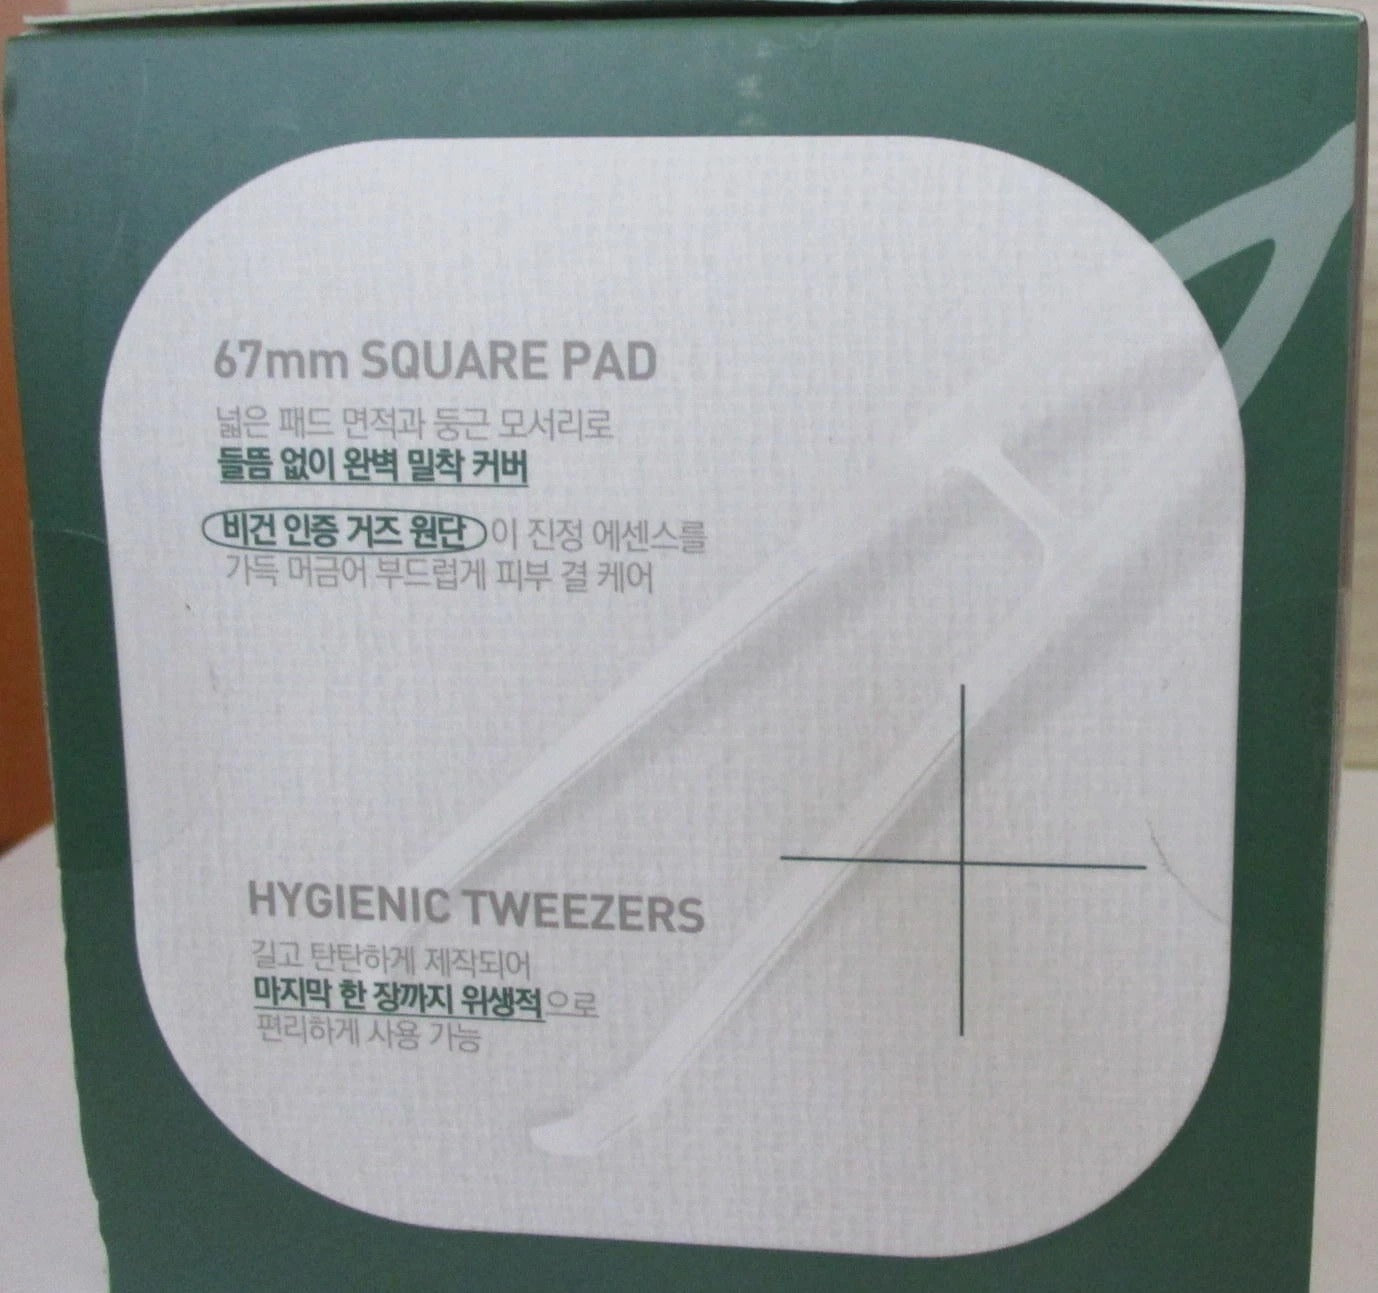 67mm SQUARE PAD
넓은 패드 면적과 둥근 모서리로
들뜸 없이 완벽 밀착 커버
비건 인증 거즈 원단이 진정 에센스를
가득 머금어 부드럽게 피부 결 케어
HYGIENIC TWEEZERS
길고 탄탄하게 제작되어
마지막 한 장까지 위생적으로
편리하게 사용 가능